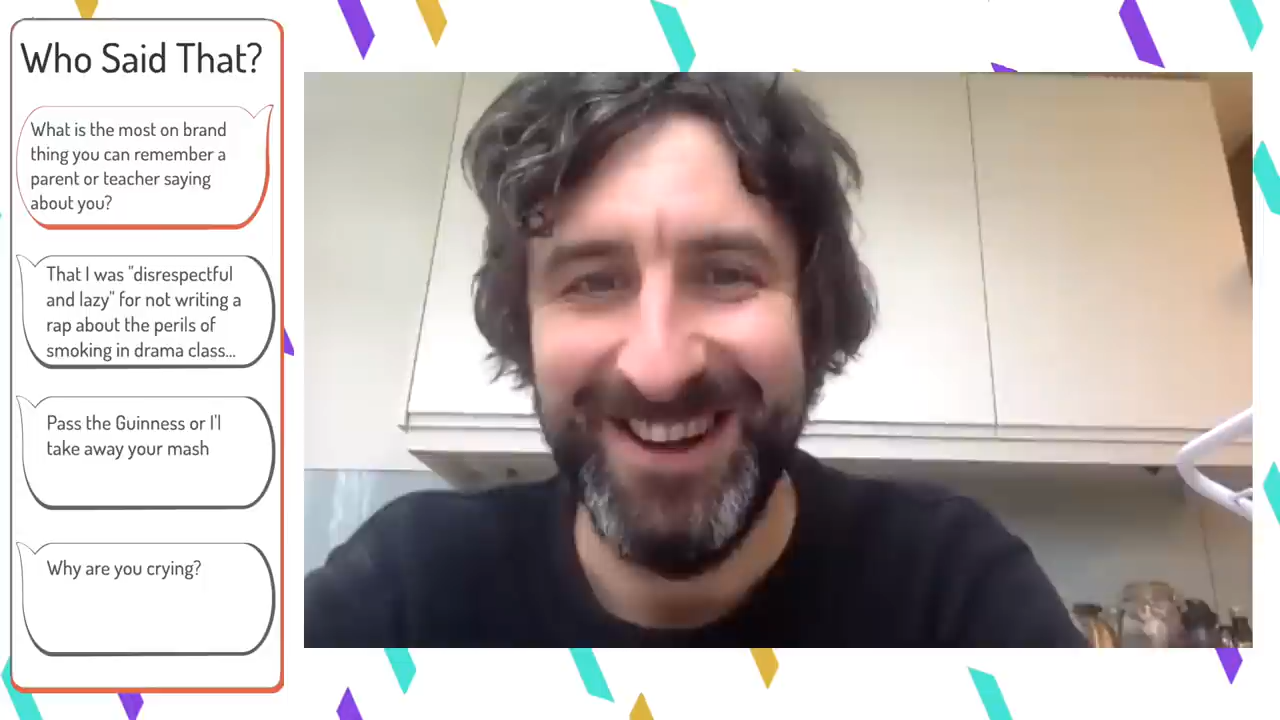 Who Said That?
What is the most on brand
thing you can remember a
parent or teacher saying
about you?
That I was "disrespectful
and lazy" for not writing a
rap about the perils of
smoking in drama class...
Pass the Guinness or I'l
take away your mash
Why are you crying?